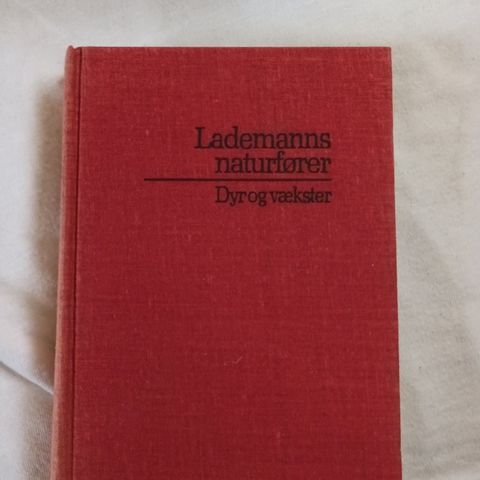 Lademanns
naturfører
Dyr og vækster